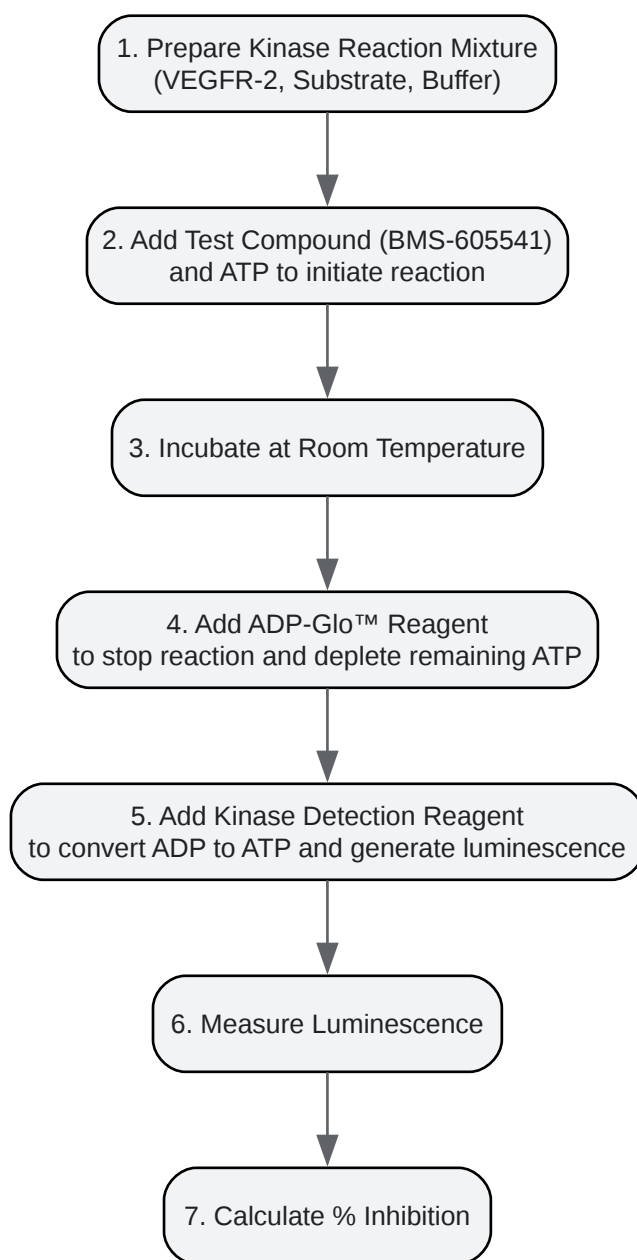 1. Prepare Kinase Reaction Mixture
(VEGFR-2, Substrate, Buffer)
2. Add Test Compound (BMS-605541)
and ATP to initiate reaction
3. Incubate at Room Temperature
4. Add ADP-Glo™ Reagent
to stop reaction and deplete remaining ATP
5. Add Kinase Detection Reagent
to convert ADP to ATP and generate luminescence
6. Measure Luminescence
7. Calculate % Inhibition